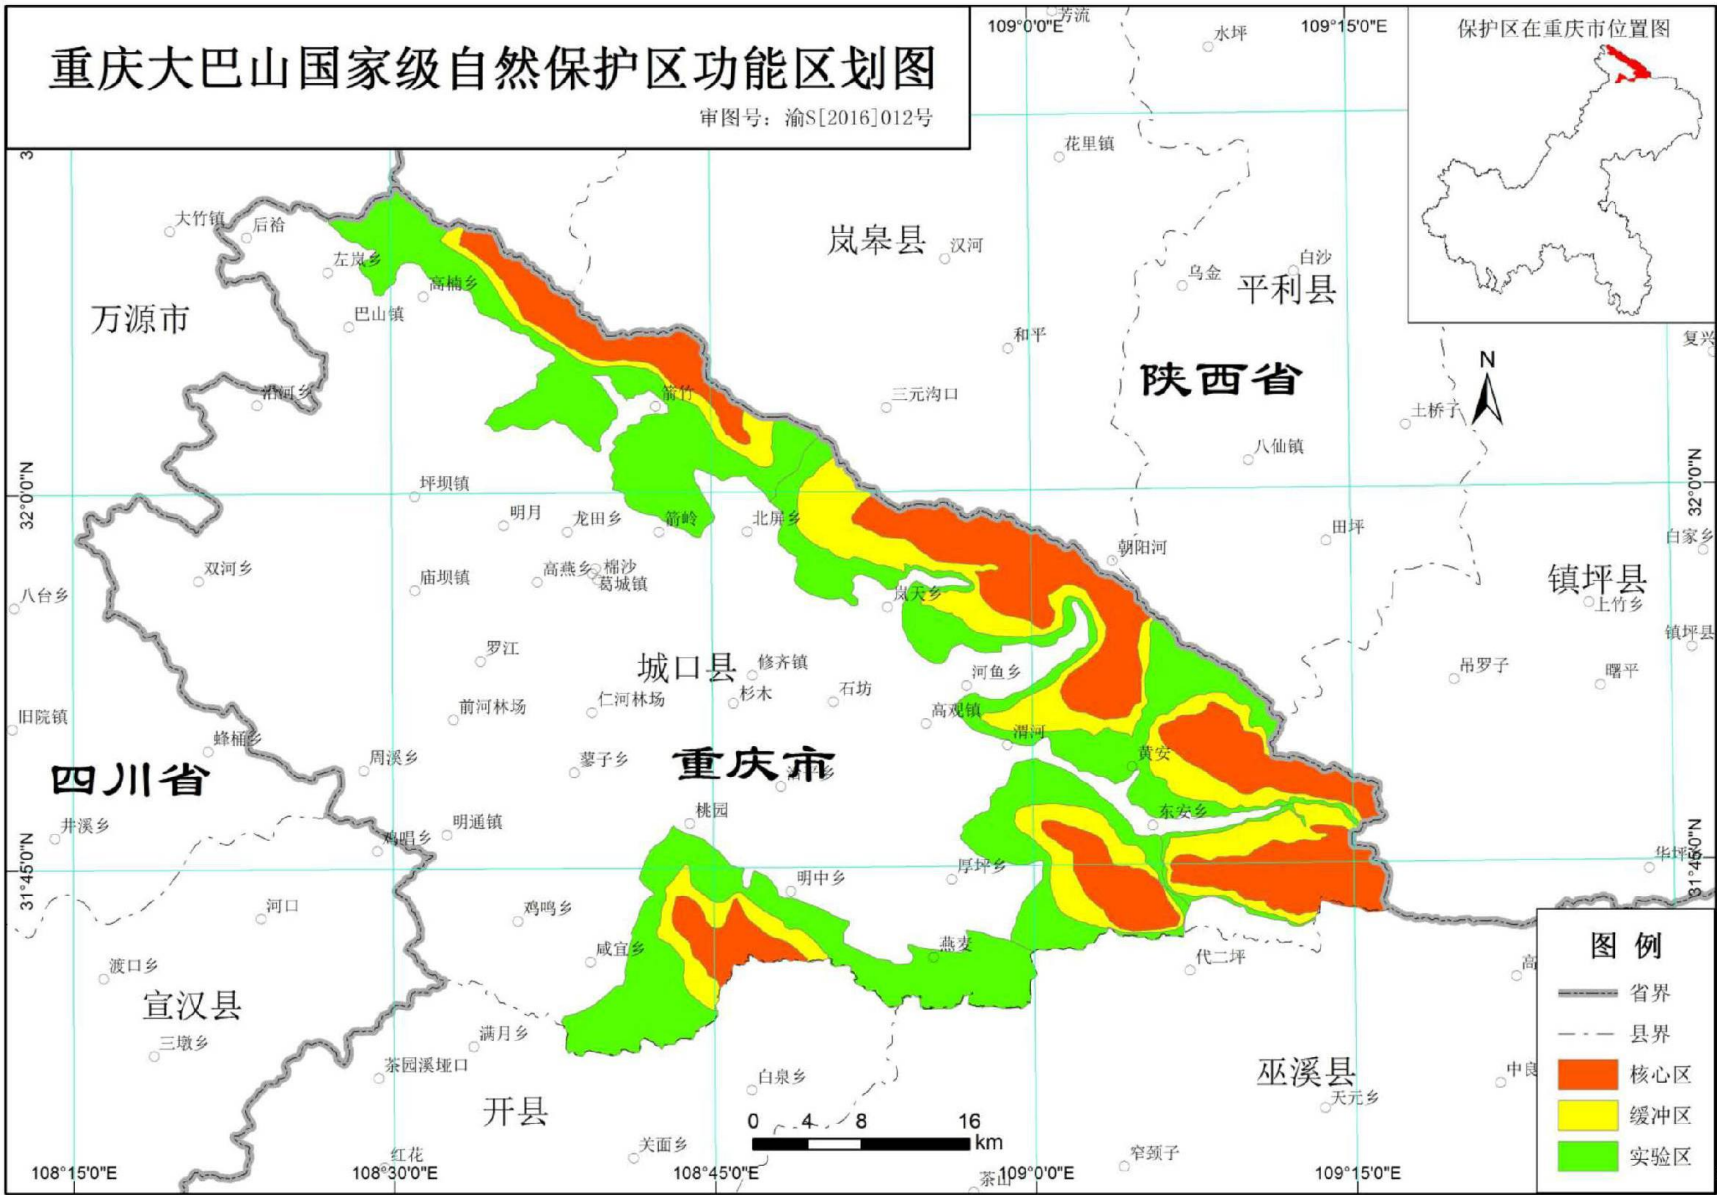 重庆大巴山国家级自然保护区功能区划图
审图号：渝S[2016]012号
109°0'0"E
109°15'0"E
保护区在重庆市位置图
芳流
水坪
花里镇
大竹镇
后裕
左岚乡
高楠乡
巴山镇
万源市
岚皋县
汉河
乌金
白沙
平利县
和平
复兴
N
陕西省
沿河乡
箭竹
三元沟口
土桥子
八仙镇
32°0'0"N
32°0'0"N
坪坝镇
明月
龙田乡
箭岭
北屏乡
田坪
白家乡
朝阳河
双河乡
庙坝镇
高燕乡
棉沙
葛城镇
岚天乡
镇坪县
上竹乡
八台乡
镇坪县
罗江
城口县
修齐镇
河鱼乡
吊罗子
曙平
前河林场
仁河林场
杉木
石坊
高观镇
渭河
旧院镇
蜂桶乡
周溪乡
蓼子乡
重庆市
黄安
四川省
桃园
东安乡
井溪乡
鸡唱乡
明通镇
31°45'0"N
31°45'0"N
华坪
厚坪乡
明中乡
河口
鸡鸣乡
咸宜乡
燕麦
代二坪
渡口乡
宣汉县
三墩乡
满月乡
茶园溪垭口
白泉乡
巫溪县
天元乡
中良
开县
关面乡
红花
窄颈子
茶山
0 4 8 16
km
108°15'0"E
108°30'0"E
108°45'0"E
109°0'0"E
109°15'0"E
图 例
省界
县界
核心区
缓冲区
实验区